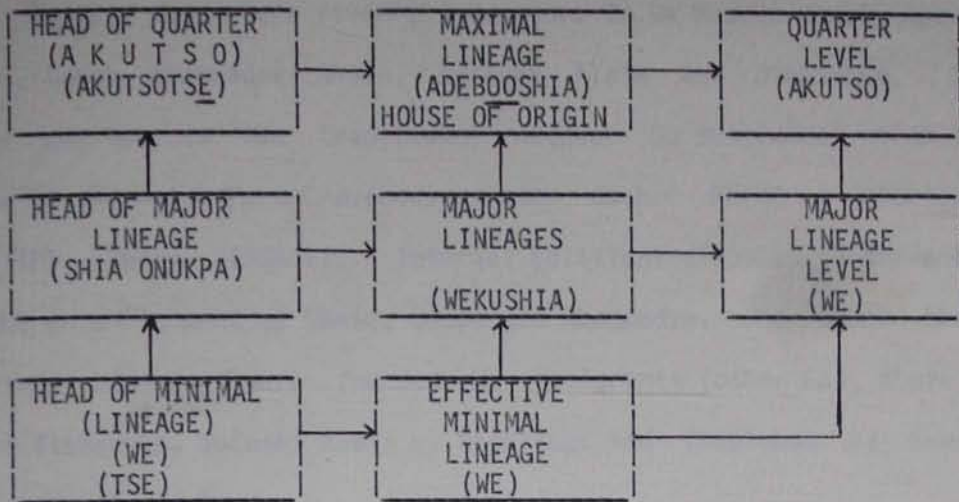 HEAD OF QUARTER
(A K U T S O)
(AKUTSOTSE)
MAXIMAL
LINEAGE
(ADEBOOSHIA)
HOUSE OF ORIGIN
QUARTER
LEVEL
(AKUTSO)
HEAD OF MAJOR
LINEAGE
(SHIA ONUKPA)
MAJOR
LINEAGES
(WEKUSHIA)
MAJOR
LINEAGE
LEVEL
(WE)
HEAD OF MINIMAL
(LINEAGE)
(WE)
(TSE)
EFFECTIVE
MINIMAL
LINEAGE
(WE)